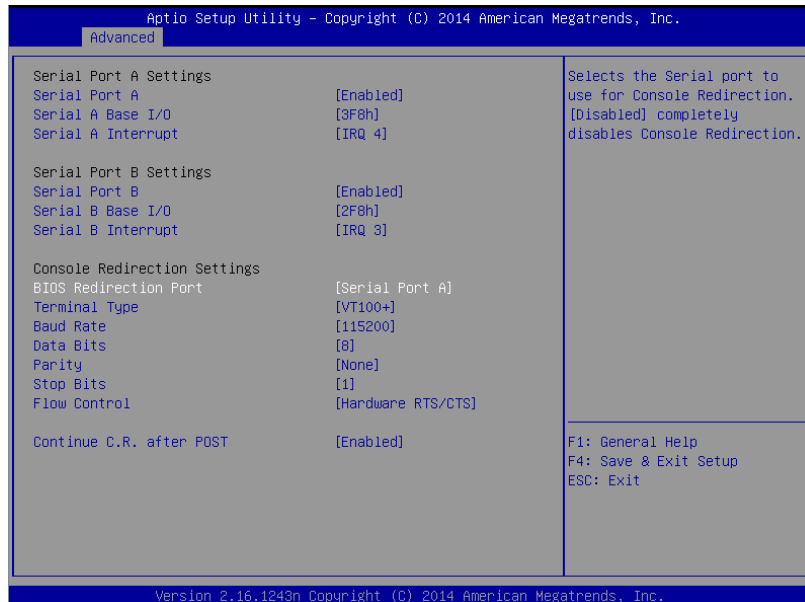 Aptio Setup Utility – Copyright (C) 2014 American Megatrends, Inc.
Advanced
Serial Port A Settings
Serial Port A [Enabled]
Serial A Base I/O [3F8h]
Serial A Interrupt [IRQ 4]
Serial Port B Settings
Serial Port B [Enabled]
Serial B Base I/O [2F8h]
Serial B Interrupt [IRQ 3]
Console Redirection Settings
BIOS Redirection Port [Serial Port A]
Terminal Type [VT100+]
Baud Rate [115200]
Data Bits [8]
Parity [None]
Stop Bits [1]
Flow Control [Hardware RTS/CTS]
Continue C.R. after POST [Enabled]
Selects the Serial port to
use for Console Redirection.
[Disabled] completely
disables Console Redirection.
F1: General Help
F4: Save & Exit Setup
ESC: Exit
Version 2.16.1243n Copyright (C) 2014 American Megatrends, Inc.